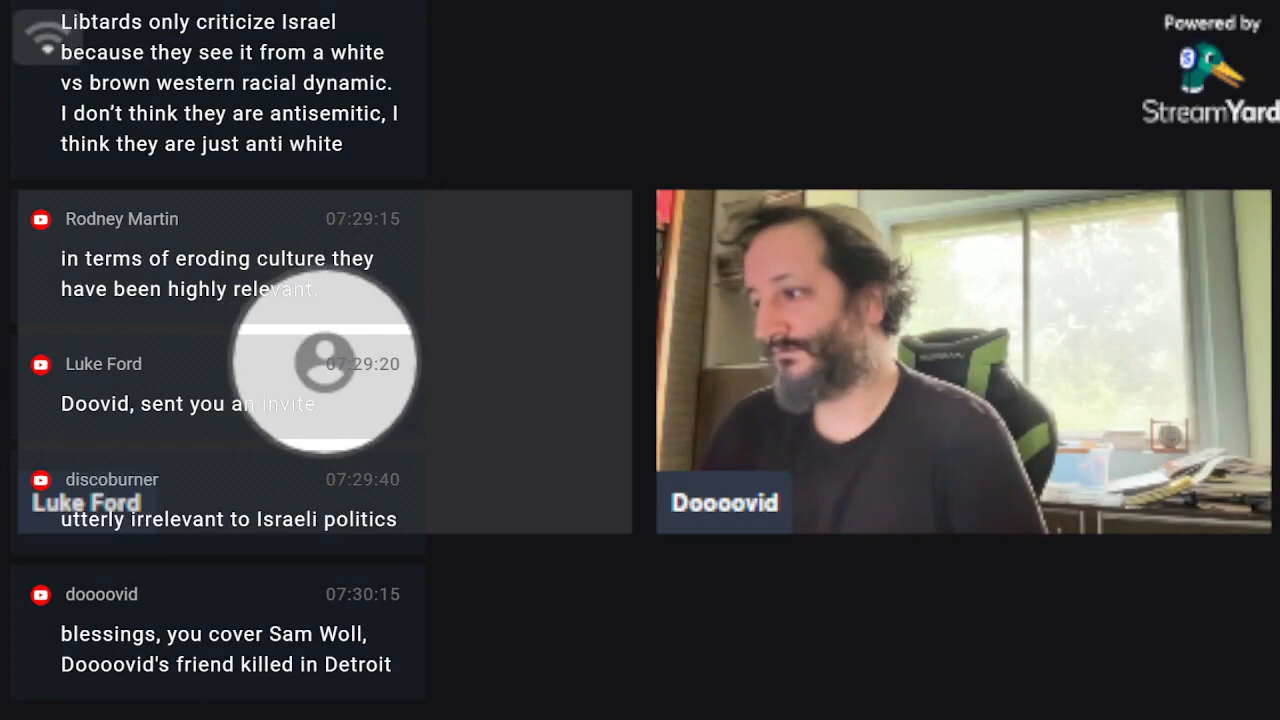 Libtards only criticize Israel
because they see it from a white
vs brown western racial dynamic.
I don’t think they are antisemitic, I
think they are just anti white
Rodney Martin 07:29:15
in terms of eroding culture they
have been highly relevant.
Luke Ford 07:29:20
Doovid, sent you an invite
discoburner 07:29:40
utterly irrelevant to Israeli politics
doooovid 07:30:15
blessings, you cover Sam Woll,
Doooovid's friend killed in Detroit
Luke Ford
Doooovid
Powered by
S
StreamYard